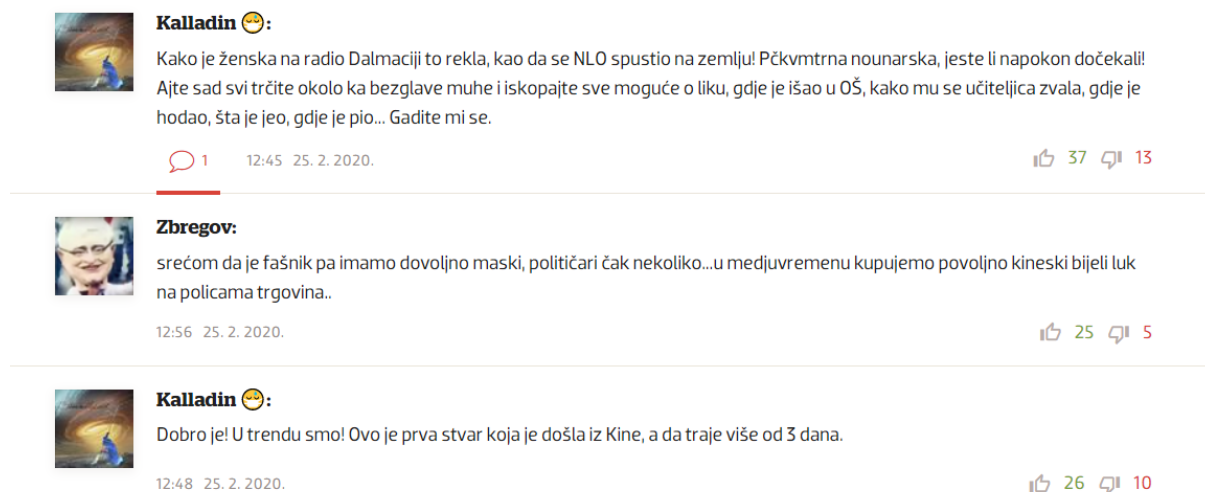 Kalladin 😷:
Kako je ženska na radio Dalmaciji to rekla, kao da se NLO spustio na zemlju! Pčkvmtrna nounarska, jeste li napokon dočekali!
Ajte sad svi trčite okolo ka bezglave muhe i iskopajte sve moguće o liku, gdje je išao u OŠ, kako mu se učiteljica zvala, gdje je
hodao, šta je jeo, gdje je pio... Gadite mi se.
1 12:45 25. 2. 2020. 37 13
Zbregov:
srećom da je fašnik pa imamo dovoljno maski, političari čak nekoliko...u medjuvremenu kupujemo povoljno kineski bijeli luk
na policama trgovina..
12:56 25. 2. 2020. 25 5
Kalladin 😷:
Dobro je! U trendu smo! Ovo je prva stvar koja je došla iz Kine, a da traje više od 3 dana.
12:48 25. 2. 2020. 26 10